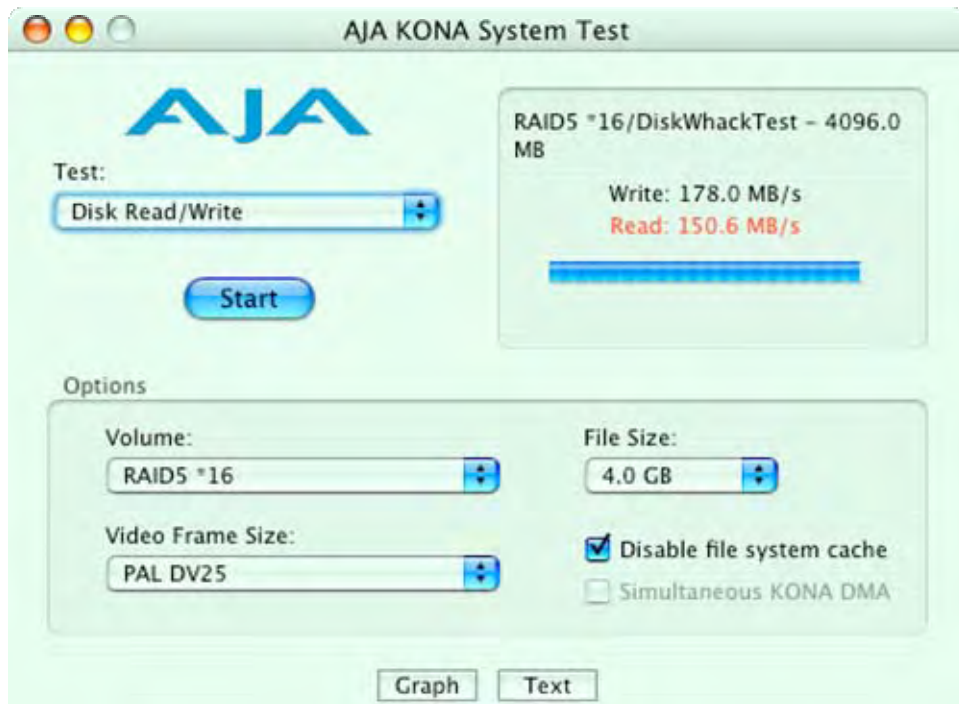 AJA KONA System Test
AJA
Test:
Disk Read/Write
Start
RAID5 *16/DiskWhackTest – 4096.0
MB
Write: 178.0 MB/s
Read: 150.6 MB/s
Options
Volume:
RAID5 *16
Video Frame Size:
PAL DV25
File Size:
4.0 GB
Disable file system cache
Simultaneous KONA DMA
Graph
Text